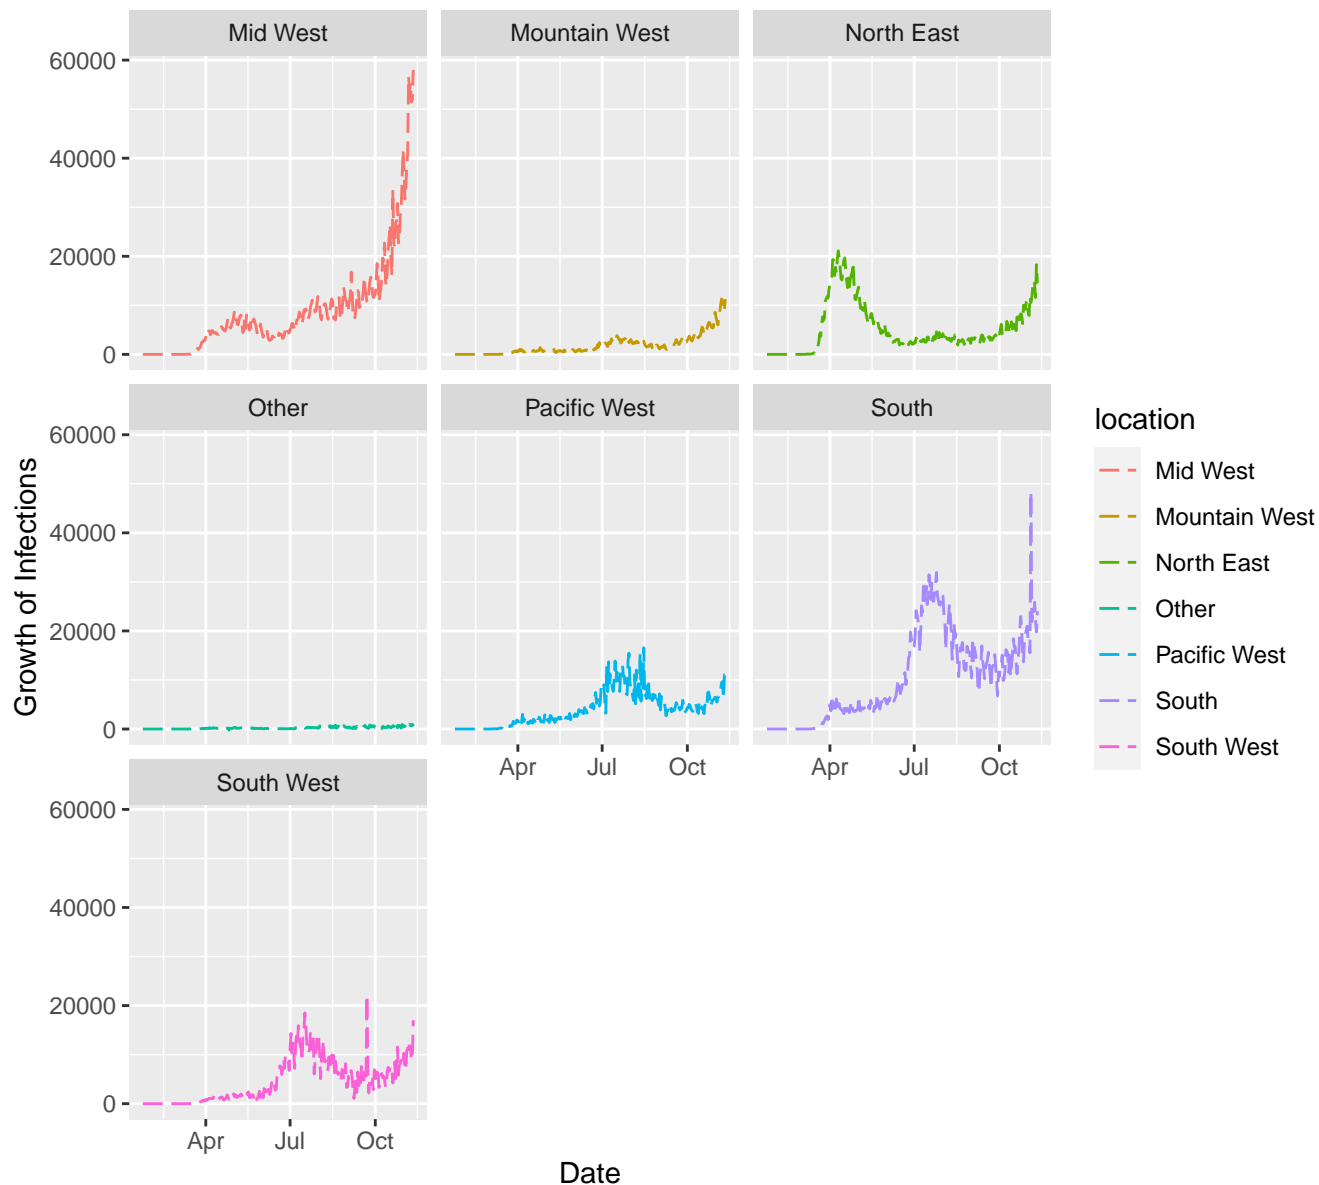 Mid West
Mountain West
North East
60000
40000
20000
0
Other
Pacific West
South
60000
40000
20000
0
Apr
Jul
Oct
Apr
Jul
Oct
South West
60000
40000
20000
0
Apr
Jul
Oct
Growth of Infections
Date
location
Mid West
Mountain West
North East
Other
Pacific West
South
South West